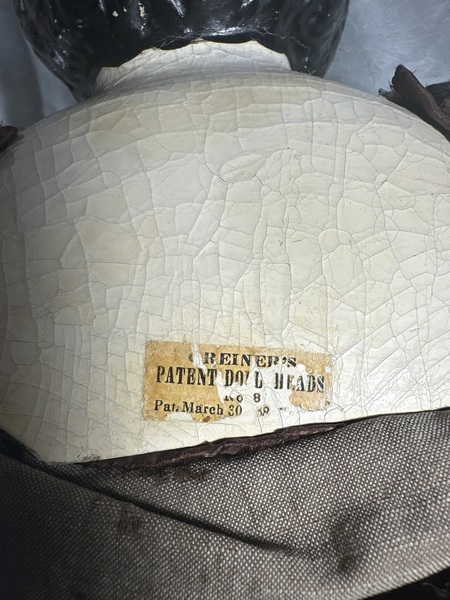 GREINER'S
PATENT DOLL HEADS
No 8
Pat. March 30